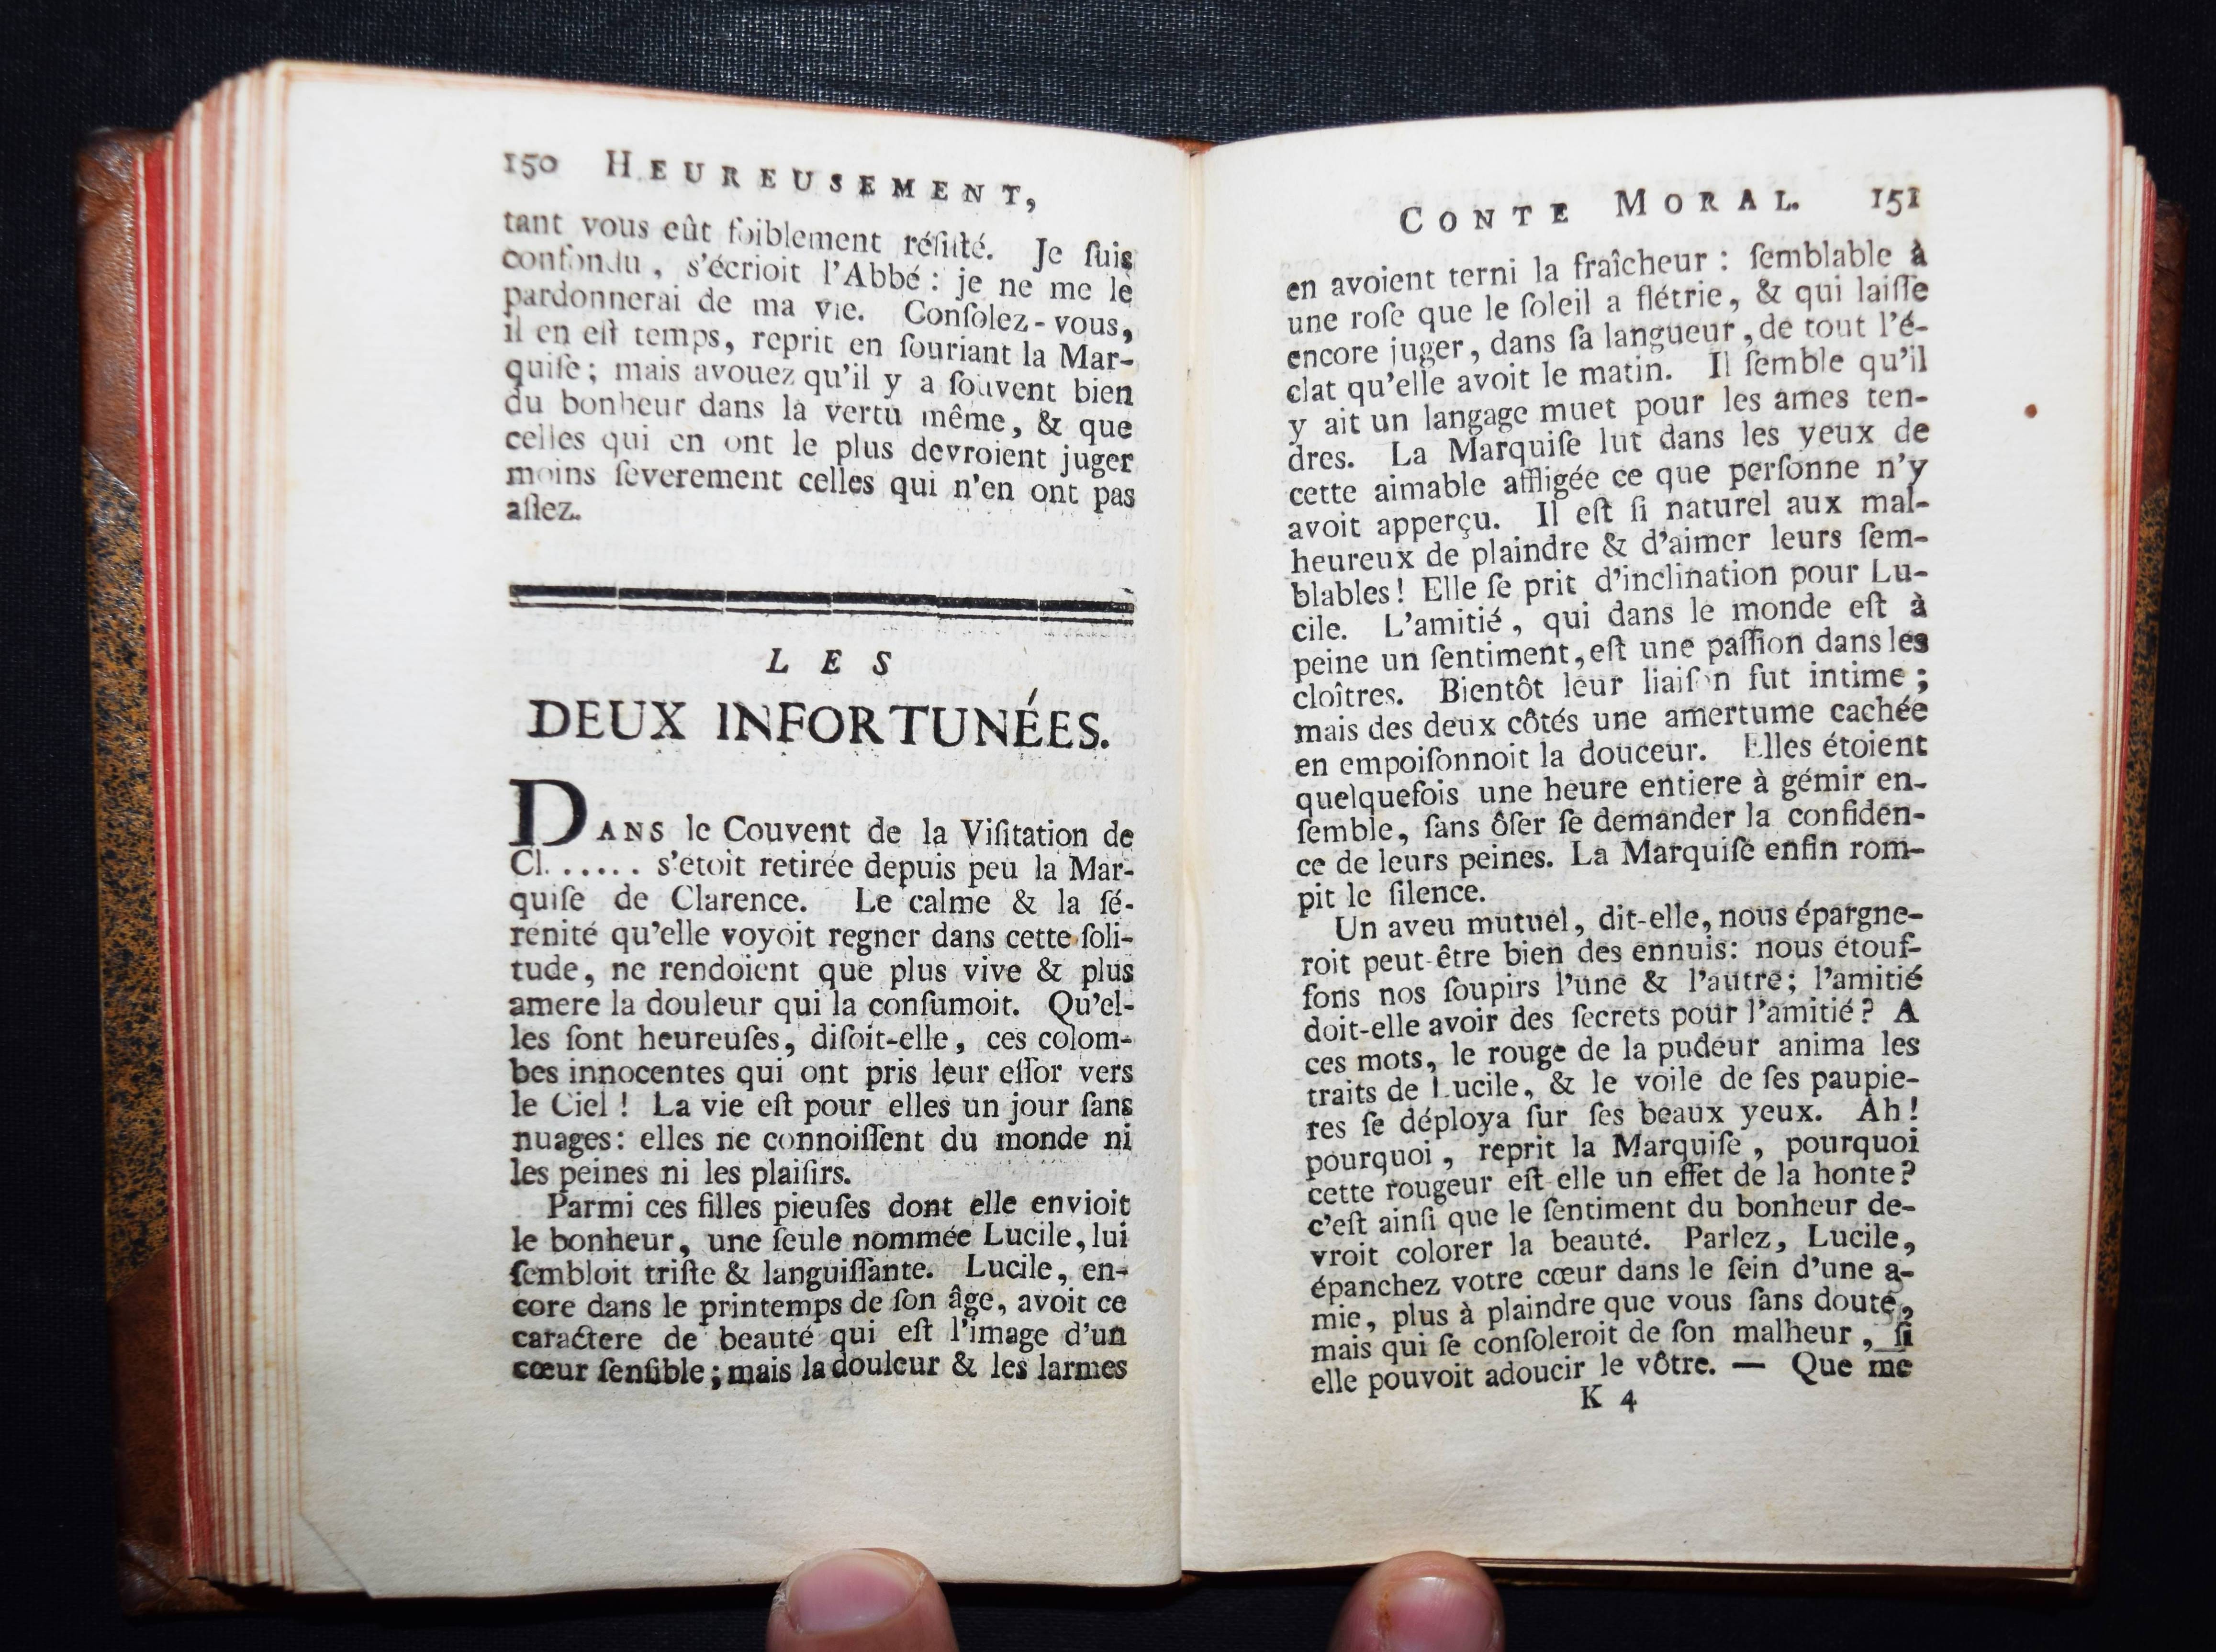 150 HEUREUSEMENT,
tant vous eût foiblement réſiſté. Je ſuis
confondu, s'écrioit l'Abbé : je ne me le
pardonnerai de ma vie. Conſolez-vous,
il en eſt temps, reprit en ſouriant la Mar-
quiſe ; mais avouez qu'il y a ſouvent bien
du bonheur dans la vertu même, & que
celles qui en ont le plus devroient juger
moins ſeverement celles qui n'en ont pas
aſſez.
LES
DEUX INFORTUNÉES.
DANS le Couvent de la Viſitation de
Cl. ..... s'étoit retirée depuis peu la Mar-
quiſe de Clarence. Le calme & la ſé-
rénité qu'elle voyoit regner dans cette ſoli-
tude, ne rendoient que plus vive & plus
amere la douleur qui la conſumoit. Qu'el-
les ſont heureuſes, diſoit-elle, ces colom-
bes innocentes qui ont pris leur eſſor vers
le Ciel ! La vie eſt pour elles un jour ſans
nuages : elles ne connoiſſent du monde ni
les peines ni les plaiſirs.
Parmi ces filles pieuſes dont elle envioit
le bonheur, une ſeule nommée Lucile, lui
ſembloit triſte & languiſſante. Lucile, en-
core dans le printemps de ſon âge, avoit ce
caractere de beauté qui eſt l'image d'un
cœur ſenſible ; mais la douleur & les larmes
CONTE MORAL. 151
en avoient terni la fraîcheur : ſemblable à
une roſe que le ſoleil a flétrie, & qui laiſſe
encore juger, dans ſa langueur, de tout l'é-
clat qu'elle avoit le matin. Il ſemble qu'il
y ait un langage muet pour les ames ten-
dres. La Marquiſe lut dans les yeux de
cette aimable affligée ce que perſonne n'y
avoit apperçu. Il eſt ſi naturel aux mal-
heureux de plaindre & d'aimer leurs ſem-
blables ! Elle ſe prit d'inclination pour Lu-
cile. L'amitié, qui dans le monde eſt à
peine un ſentiment, eſt une paſſion dans les
cloîtres. Bientôt leur liaiſon fut intime ;
mais des deux côtés une amertume cachée
en empoiſonnoit la douceur. Elles étoient
quelquefois une heure entiere à gémir en-
ſemble, ſans ôſer ſe demander la confiden-
ce de leurs peines. La Marquiſe enfin rom-
pit le ſilence.
Un aveu mutuel, dit-elle, nous épargne-
roit peut-être bien des ennuis : nous étouf-
fons nos ſoupirs l'une & l'autre ; l'amitié
doit-elle avoir des ſecrets pour l'amitié ? A
ces mots, le rouge de la pudeur anima les
traits de Lucile, & le voile de ſes paupie-
res ſe déploya ſur ſes beaux yeux. Ah !
pourquoi, reprit la Marquiſe, pourquoi
cette rougeur eſt elle un effet de la honte ?
c'eſt ainſi que le ſentiment du bonheur de-
vroit colorer la beauté. Parlez, Lucile,
épanchez votre cœur dans le ſein d'une a-
mie, plus à plaindre que vous ſans doute,
mais qui ſe conſoleroit de ſon malheur, ſi
elle pouvoit adoucir le vôtre. — Que me
K 4